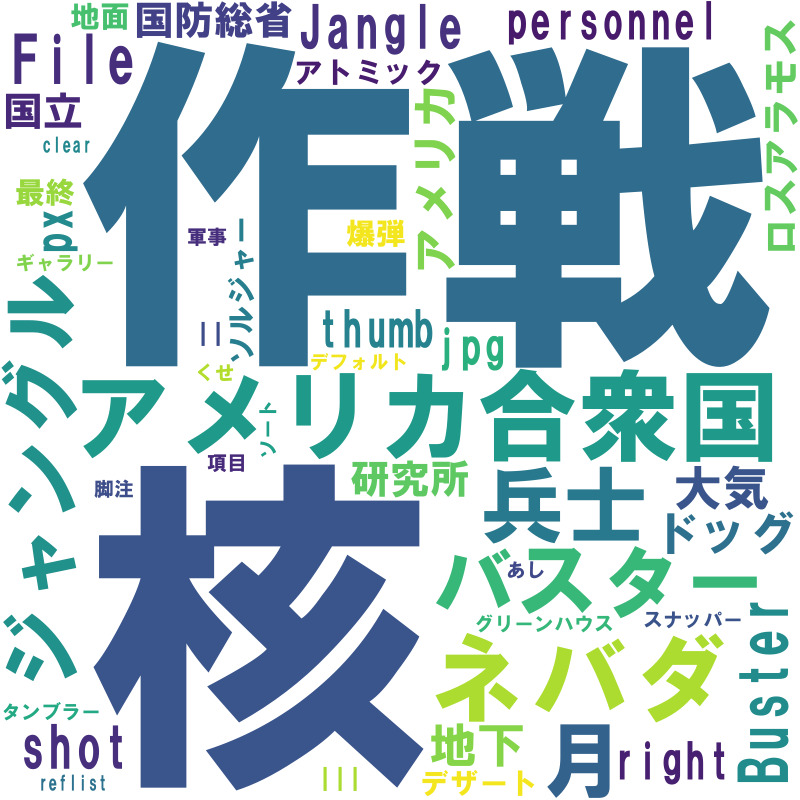 地面
国防総省
Jangle
personnel
File
アトミック
国立
アメリカ
ロスアラモス
clear
作戦
最終
px
軍事
爆弾
ギャラリー
ソルジャー
ジャングル
||
thumb
jpg
くせ
デフォルト
アメリカ合衆国
ソート
項目
研究所
脚注
核
兵士
大気
ドッグ
バスター
あし
グリーンハウス
スナッパー
ネバダ
Buster
タンブラー
shot
地下
月
right
reflist
|||
デザート